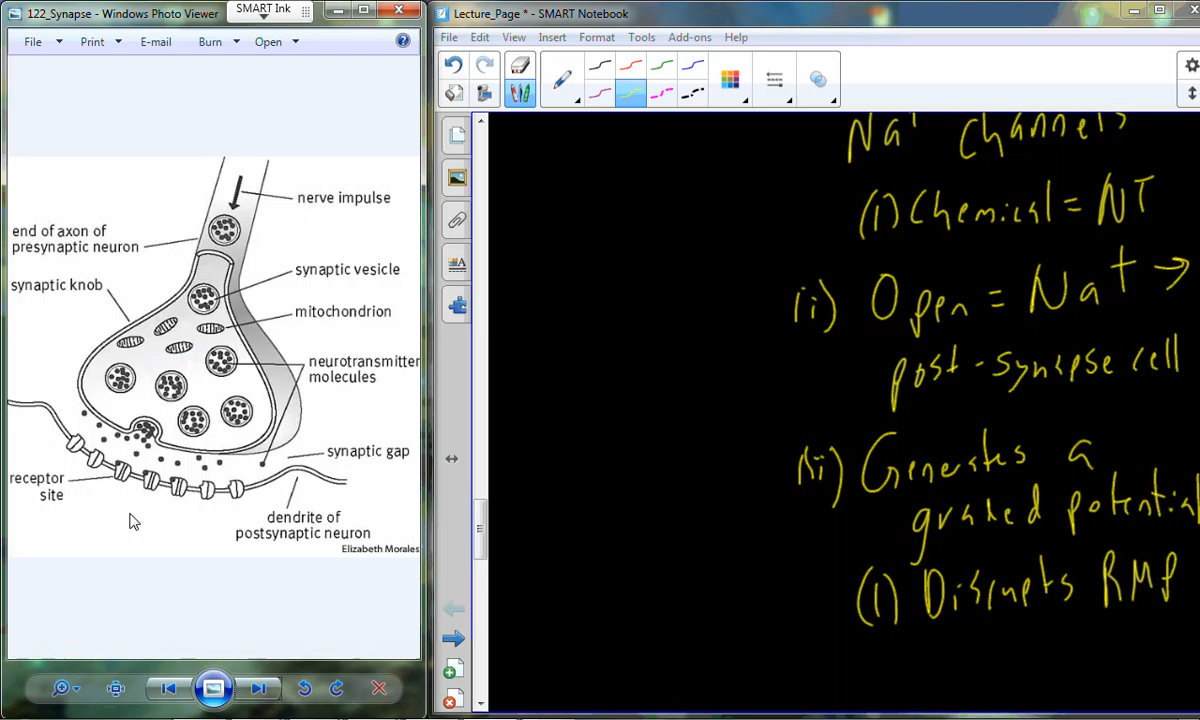 122_Synapse - Windows Photo Viewer
SMART Ink
File Print E-mail Burn Open
nerve impulse
end of axon of
presynaptic neuron
synaptic vesicle
synaptic knob
mitochondrion
neurotransmitter
molecules
synaptic gap
receptor
site
dendrite of
postsynaptic neuron
Elizabeth Morales
Lecture_Page * - SMART Notebook
File Edit View Insert Format Tools Add-ons Help
Na+ Channels
(1) Chemical = NT
(ii) Open = Na+ →
post-synapse cell
(iii) Generates a
graded potential
(1) Disrupts RMP